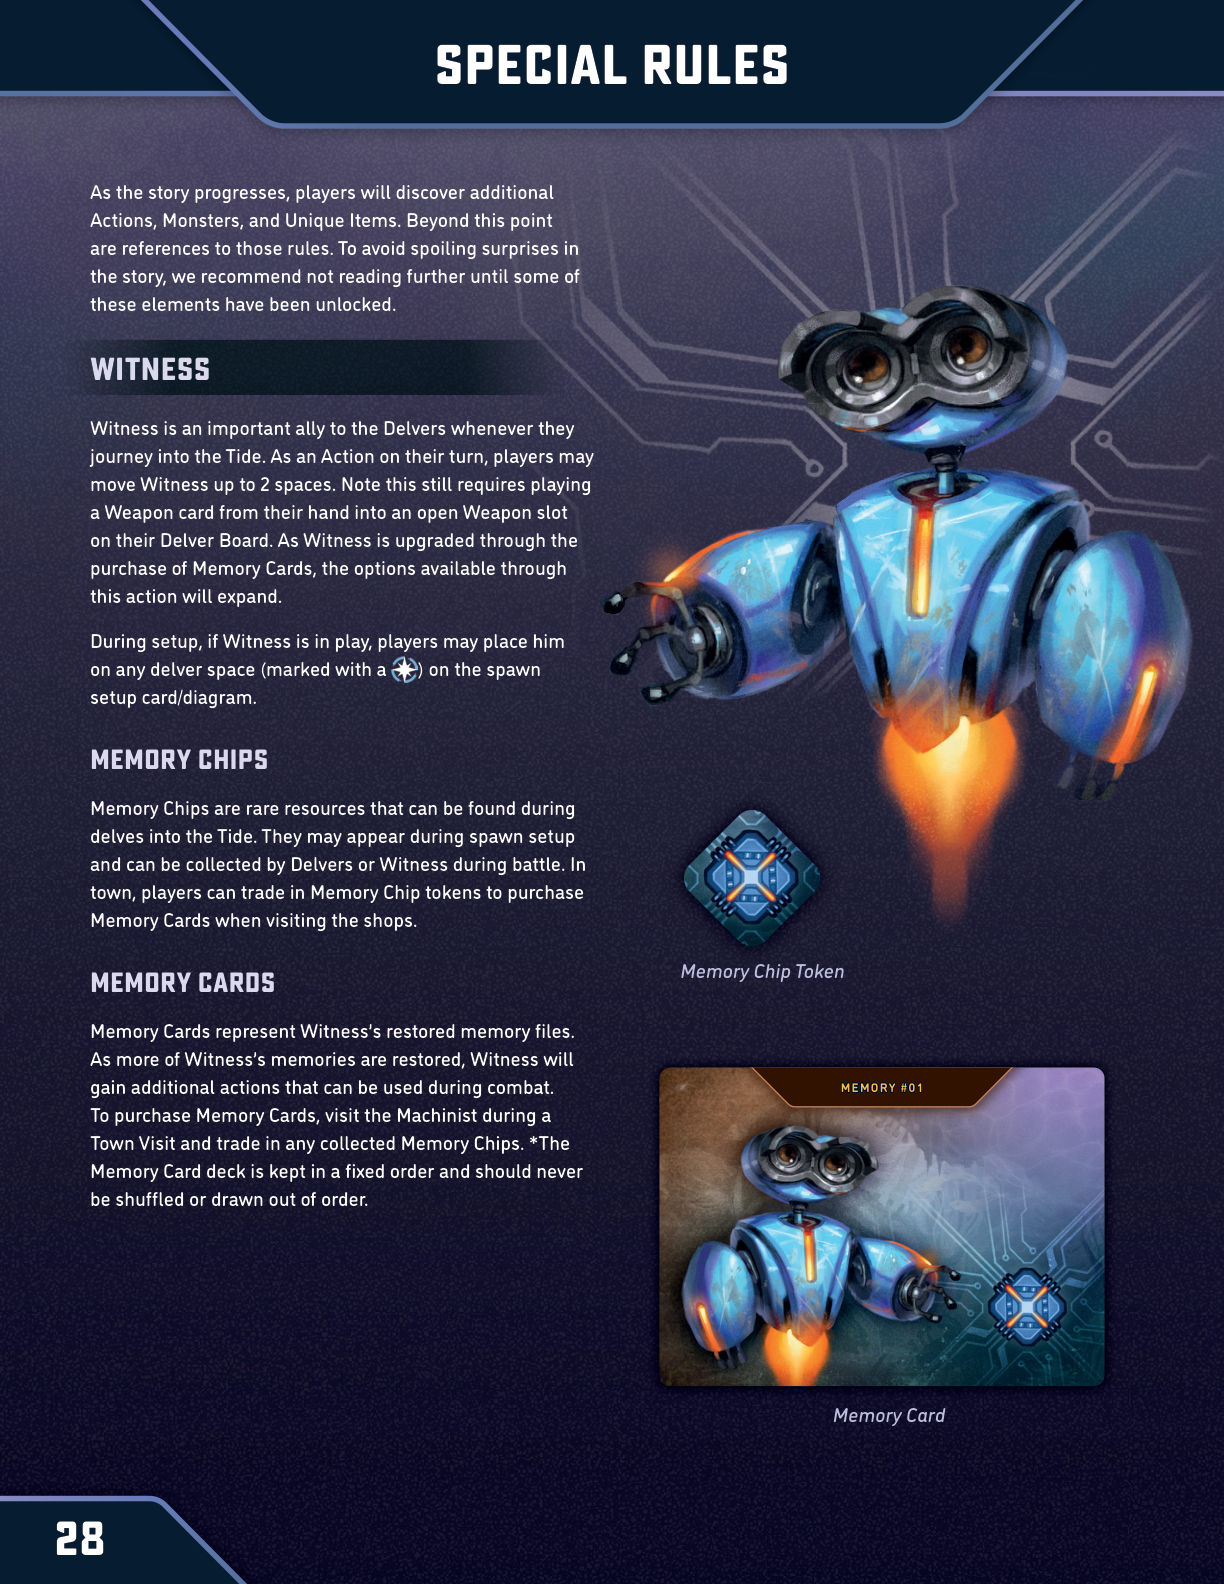 SPECIAL RULES
As the story progresses, players will discover additional
Actions, Monsters, and Unique Items. Beyond this point
are references to those rules. To avoid spoiling surprises in
the story, we recommend not reading further until some of
these elements have been unlocked.
WITNESS
Witness is an important ally to the Delvers whenever they
journey into the Tide. As an Action on their turn, players may
move Witness up to 2 spaces. Note this still requires playing
a Weapon card from their hand into an open Weapon slot
on their Delver Board. As Witness is upgraded through the
purchase of Memory Cards, the options available through
this action will expand.
During setup, if Witness is in play, players may place him
on any delver space (marked with a ) on the spawn
setup card/diagram.
MEMORY CHIPS
Memory Chips are rare resources that can be found during
delves into the Tide. They may appear during spawn setup
and can be collected by Delvers or Witness during battle. In
town, players can trade in Memory Chip tokens to purchase
Memory Cards when visiting the shops.
Memory Chip Token
MEMORY CARDS
Memory Cards represent Witness's restored memory files.
As more of Witness's memories are restored, Witness will
gain additional actions that can be used during combat.
To purchase Memory Cards, visit the Machinist during a
Town Visit and trade in any collected Memory Chips. *The
Memory Card deck is kept in a fixed order and should never
be shuffled or drawn out of order.
MEMORY #01
Memory Card
28